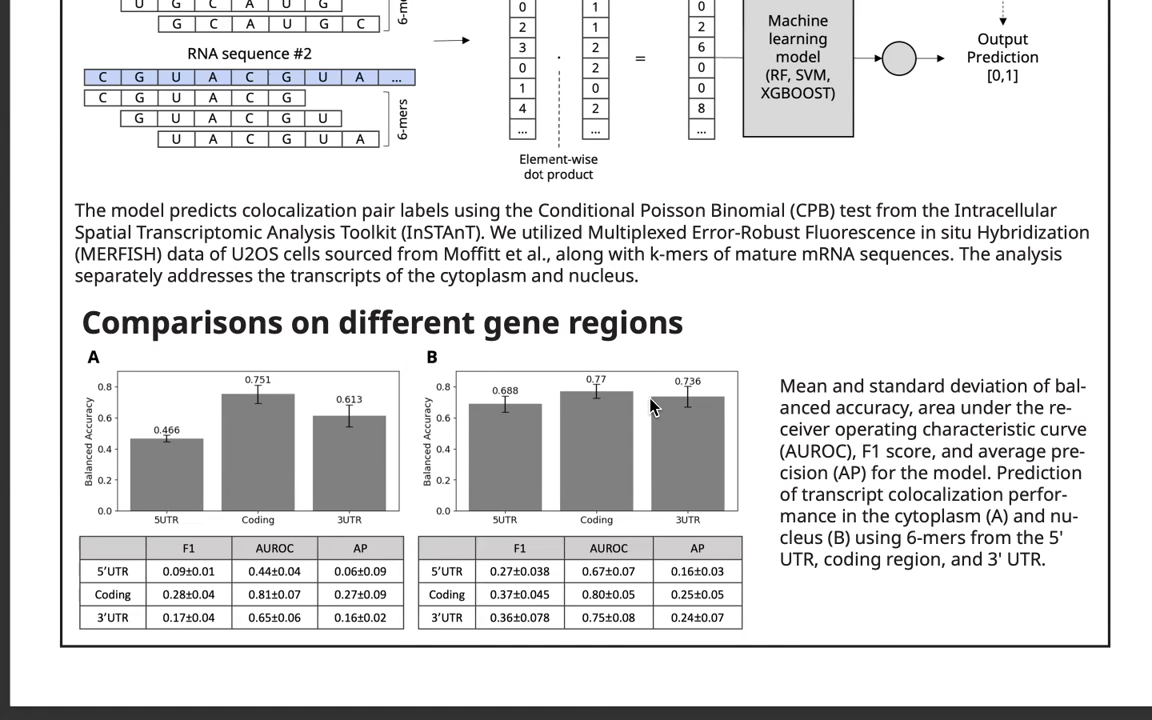 U G C A U G
G C A U G C
6-m
RNA sequence #2
C G U A C G U A ...
C G U A C G
G U A C G U
U A C G U A
6-mers
0
2
3
0
1
4
...
.
1
1
2
2
0
2
...
Element-wise
dot product
=
0
2
6
0
0
8
...
Machine
learning
model
(RF, SVM,
XGBOOST)
Output
Prediction
[0,1]
The model predicts colocalization pair labels using the Conditional Poisson Binomial (CPB) test from the Intracellular
Spatial Transcriptomic Analysis Toolkit (InSTAnT). We utilized Multiplexed Error-Robust Fluorescence in situ Hybridization
(MERFISH) data of U2OS cells sourced from Moffitt et al., along with k-mers of mature mRNA sequences. The analysis
separately addresses the transcripts of the cytoplasm and nucleus.
Comparisons on different gene regions
A
Balanced Accuracy
0.8
0.6
0.4
0.2
0.0
0.466
0.751
0.613
5UTR Coding 3UTR
F1 AUROC AP
5’UTR 0.09±0.01 0.44±0.04 0.06±0.09
Coding 0.28±0.04 0.81±0.07 0.27±0.09
3’UTR 0.17±0.04 0.65±0.06 0.16±0.02
B
Balanced Accuracy
0.8
0.6
0.4
0.2
0.0
0.688
0.77
0.736
5UTR Coding 3UTR
F1 AUROC AP
5’UTR 0.27±0.038 0.67±0.07 0.16±0.03
Coding 0.37±0.045 0.80±0.05 0.25±0.05
3’UTR 0.36±0.078 0.75±0.08 0.24±0.07
Mean and standard deviation of bal-
anced accuracy, area under the re-
ceiver operating characteristic curve
(AUROC), F1 score, and average pre-
cision (AP) for the model. Prediction
of transcript colocalization perfor-
mance in the cytoplasm (A) and nu-
cleus (B) using 6-mers from the 5'
UTR, coding region, and 3' UTR.